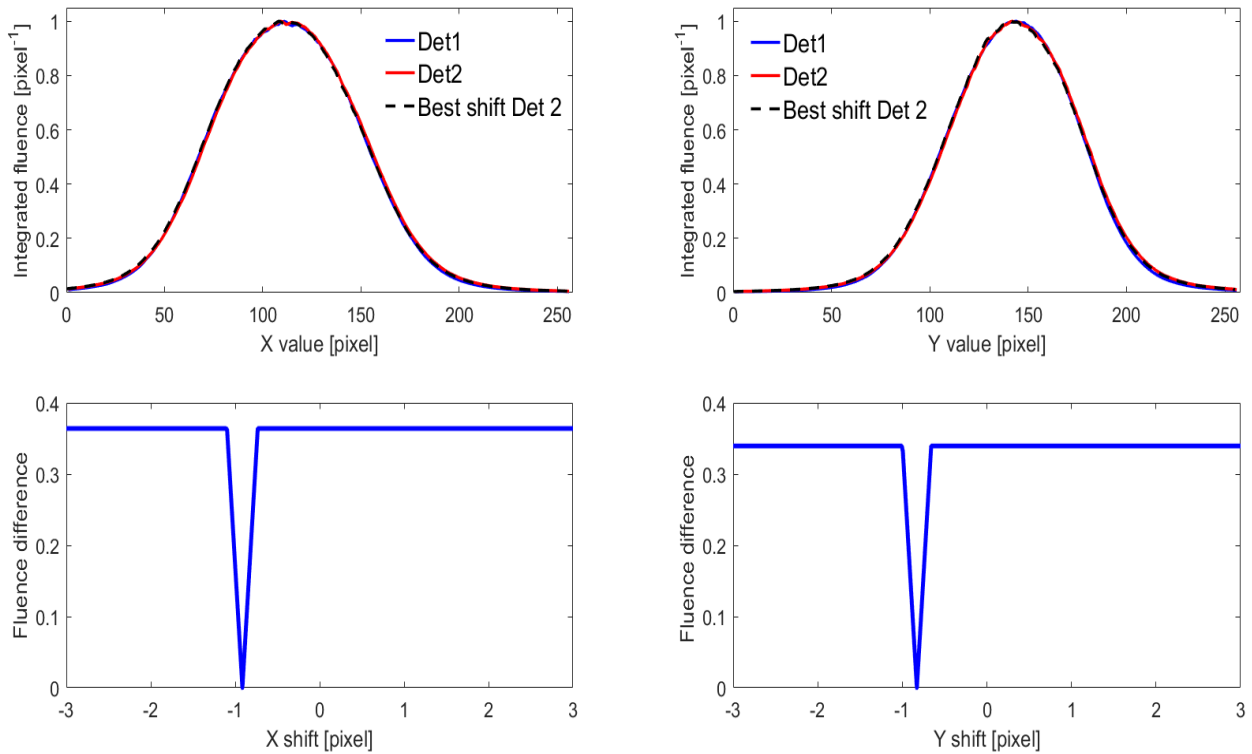 1
0.8
0.6
0.4
0.2
0
Integrated fluence [pixel-1]
Det1
Det2
Best shift Det 2
0 50 100 150 200 250
X value [pixel]
1
0.8
0.6
0.4
0.2
0
Integrated fluence [pixel-1]
Det1
Det2
Best shift Det 2
0 50 100 150 200 250
Y value [pixel]
0.4
0.3
0.2
0.1
0
Fluence difference
-3 -2 -1 0 1 2 3
X shift [pixel]
0.4
0.3
0.2
0.1
0
Fluence difference
-3 -2 -1 0 1 2 3
Y shift [pixel]